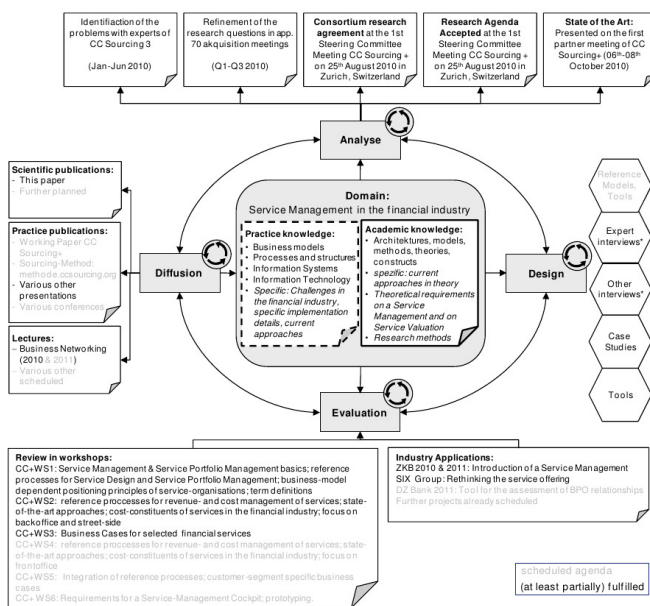 Identifiaction of the
problems with experts of
CC Sourcing 3
(Jan-Jun 2010)
Refinement of the
research questions in app.
70 akquisition meetings
(Q1-Q3 2010)
Consortium research
agreement at the 1st
Steering Committee
Meeting CC Sourcing +
on 25th August 2010 in
Zurich, Switzerland
Research Agenda
Accepted at the 1st
Steering Committee
Meeting CC Sourcing +
on 25th August 2010 in
Zurich, Switzerland
State of the Art:
Presented on the first
partner meeting of CC
Sourcing+ (06th-08th
October 2010)
Analyse
Scientific publications:
- This paper
- Further planned
Practice publications:
- Working Paper CC
Sourcing+
- Sourcing-Method:
methode.ccsourcing.org
- Various other
presentations
- Various conferences
Lectures:
– Business Networking
(2010 & 2011)
– Various other
scheduled
Diffusion
Domain:
Service Management in the financial industry
Practice knowledge:
• Business models
• Processes and structures
• Information Systems
• Information Technology
• Specific: Challenges in
the financial industry,
specific implementation
details, current
approaches
Academic knowledge:
• Architektures, models,
methods, theories,
constructs
• spezific: current
approaches in theory
• Theoretical requirements
on a Service
Management and on
Service Valuation
• Research methods
Design
Reference
Models,
Tools
Expert
interviews*
Other
interviews*
Case
Studies
Tools
Evaluation
Review in workshops:
CC+WS1: Service Management & Service Portfolio Management basics; reference
processes for Service Design and Portfolio Management; business-model
dependent positioning principles of service-organisations; term definitions
CC+WS2: reference processes for revenue- and cost management of services; state-
of-the-art approaches; cost-constituents of services in the financial industry; focus on
backoffice and street-side
CC+WS3: Business Cases for selected financial services
CC+WS4: reference processes for revenue- and cost management of services; state-
of-the-art approaches; cost-constituents of services in the financial industry; focus on
frontoffice
CC+WS5: Integration of reference processes; customer-segment specific business
cases
CC+ WS6: Requirements for a Service-Management Cockpit; prototyping.
Industry Applications:
ZKB 2010 & 2011: Introduction of a Service Management
SIX Group: Rethinking the service offering
DZ Bank 2011: Tool for the assessment of BPO relationships
Further projects already scheduled
scheduled agenda
(at least partially) fulfilled